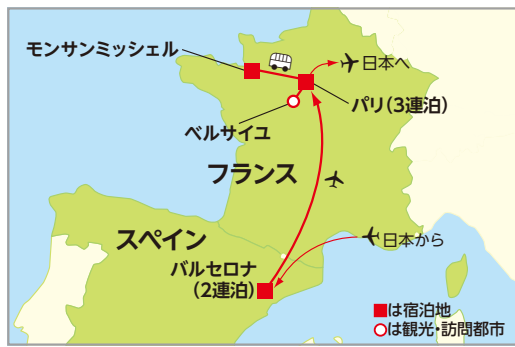 モンサンミッシェル
日本へ
パリ(3連泊)
ベルサイユ
フランス
スペイン
日本から
バルセロナ
(2連泊)
■は宿泊地
○は観光・訪問都市